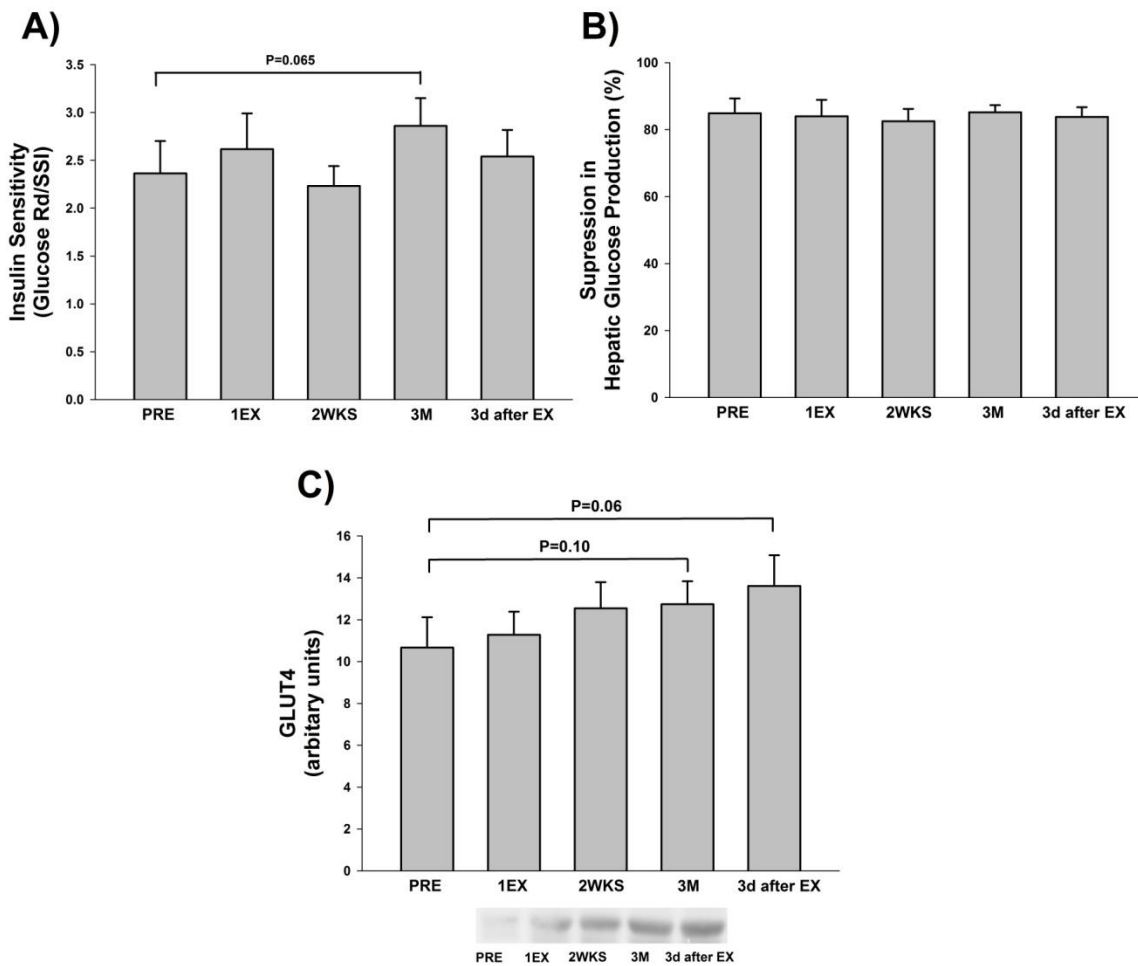 A)
P=0.065
Insulin Sensitivity
(Glucose Rd/SSI)
3.5
3.0
2.5
2.0
1.5
1.0
0.5
0.0
PRE 1EX 2WKS 3M 3d after EX
B)
Supression in
Hepatic Glucose Production (%)
100
80
60
40
20
0
PRE 1EX 2WKS 3M 3d after EX
C)
P=0.06
P=0.10
GLUT4
(arbitary units)
16
14
12
10
8
6
4
2
0
PRE 1EX 2WKS 3M 3d after EX
PRE 1EX 2WKS 3M 3d after EX